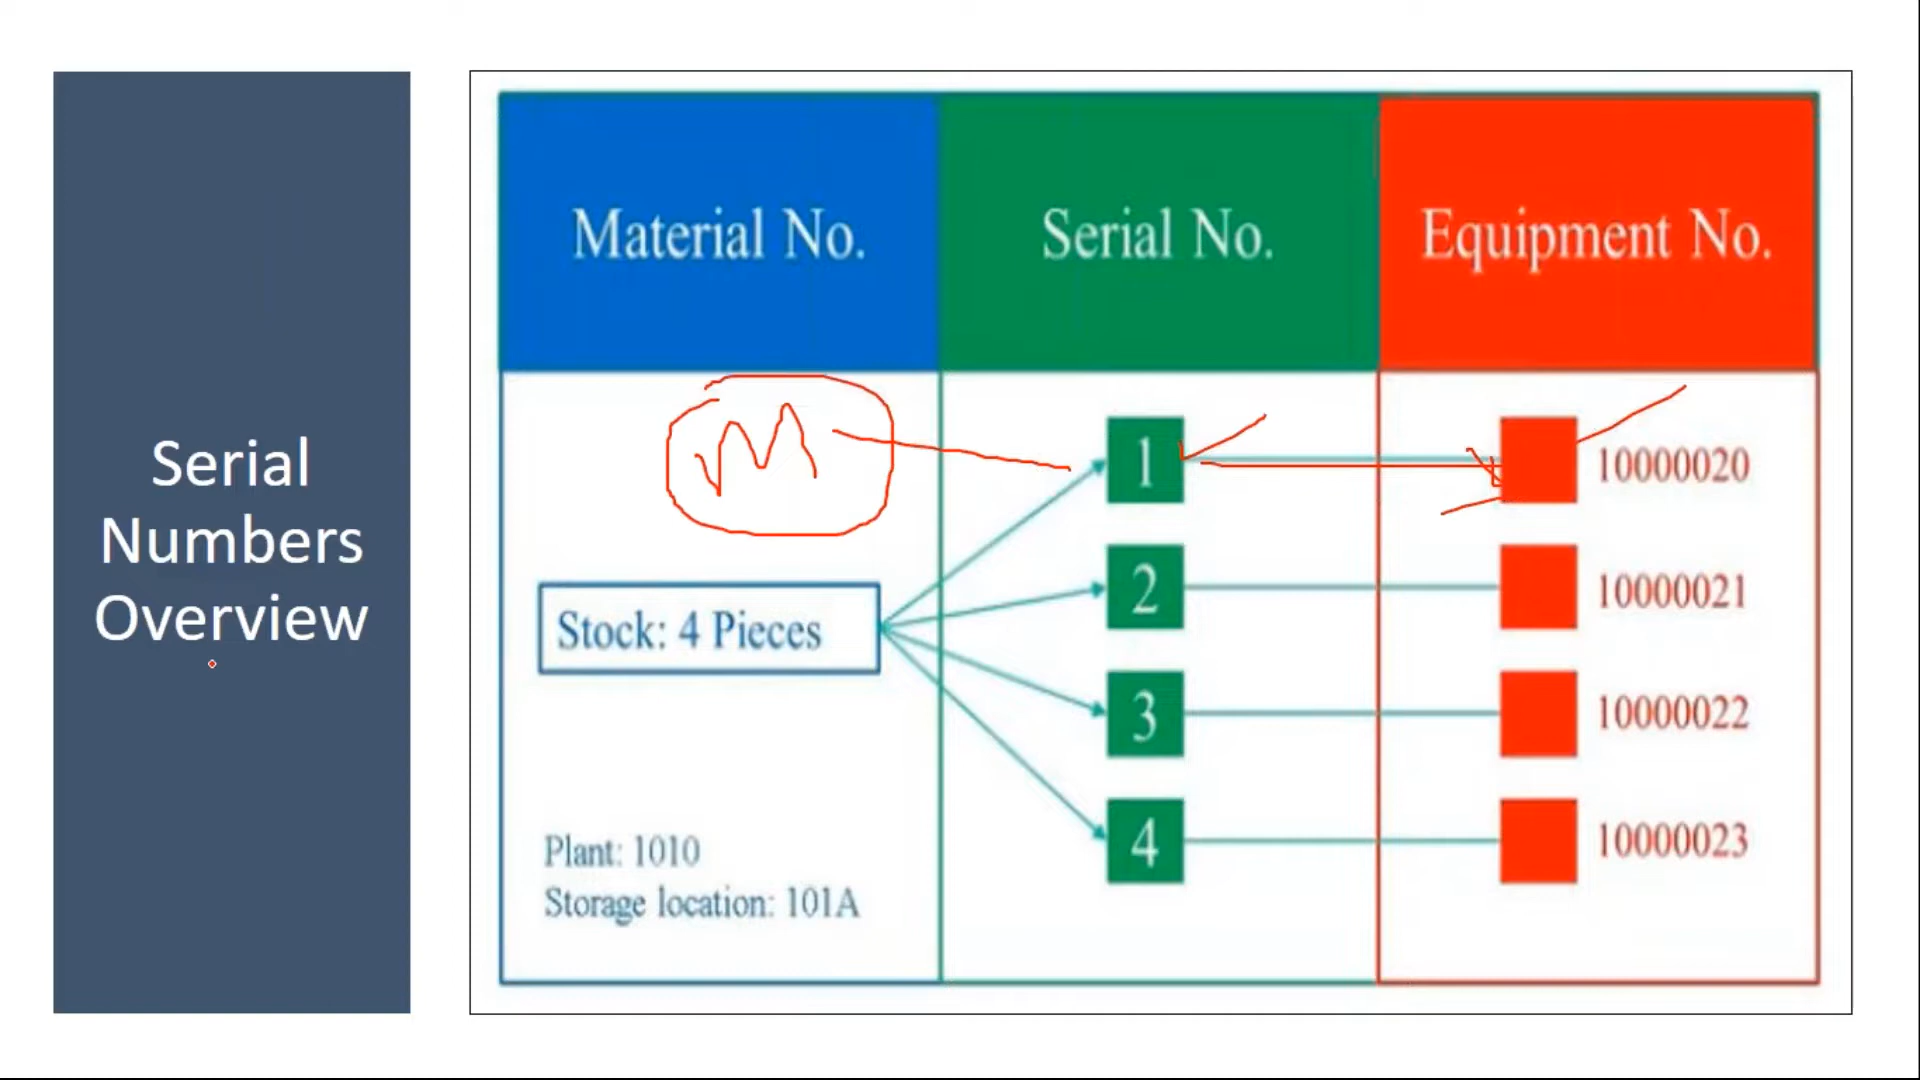 Serial
Numbers
Overview
Material No.
Serial No.
Equipment No.
M
1
10000020
Stock: 4 Pieces
2
10000021
3
10000022
4
10000023
Plant: 1010
Storage location: 101A